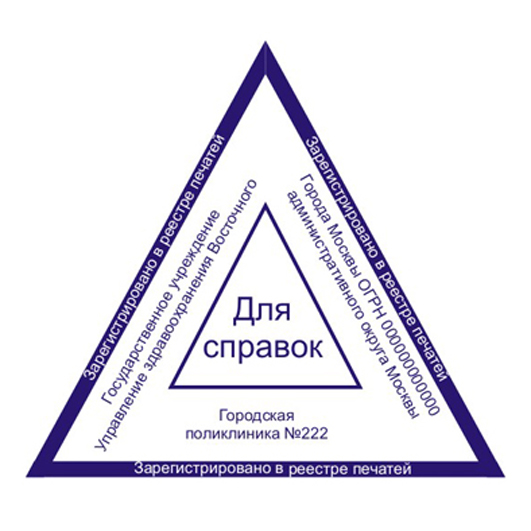 Зарегистрировано в реестре печатей
Зарегистрировано в реестре печатей
Государственное учреждение
Управление здравоохранения Восточного
Города Москвы ОГРН 000000000000
административного округа Москвы
Для
справок
Городская
поликлиника №222
Зарегистрировано в реестре печатей